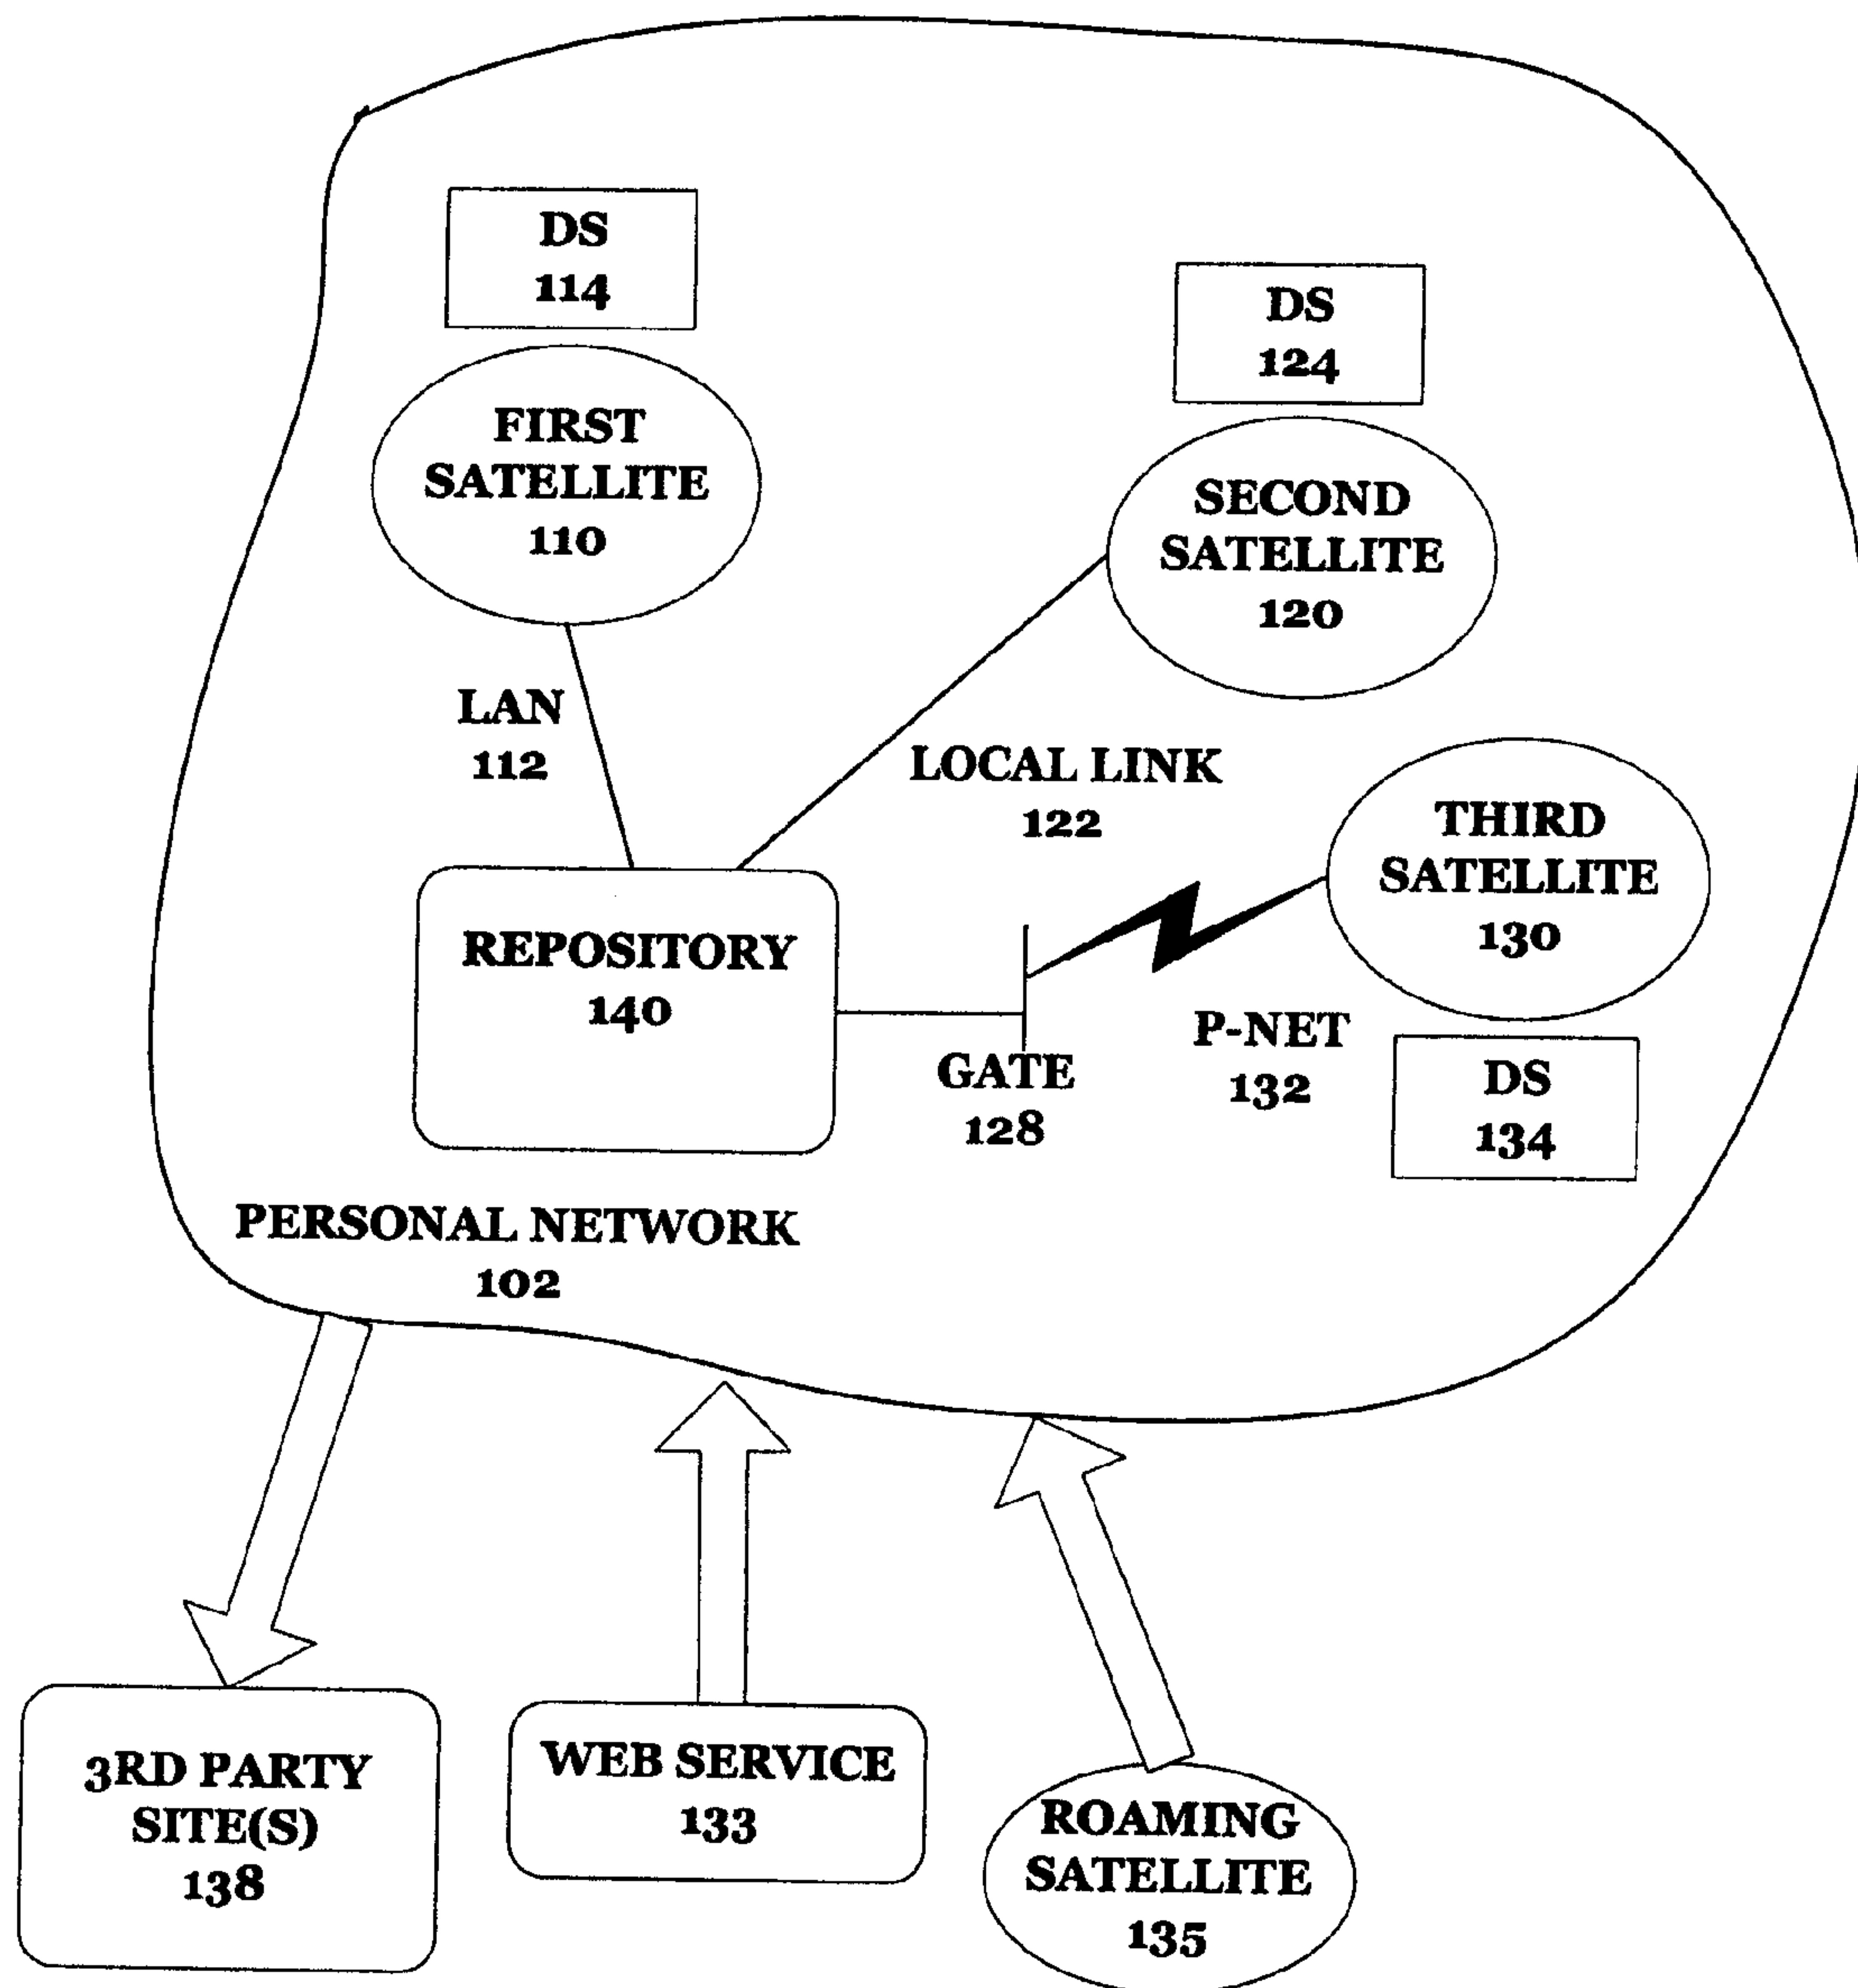 DS
114
DS
124
FIRST
SATELLITE
110
SECOND
SATELLITE
120
LAN
112
LOCAL LINK
122
THIRD
SATELLITE
130
REPOSITORY
140
P-NET
132
GATE
128
DS
134
PERSONAL NETWORK
102
3RD PARTY
SITE(S)
138
WEB SERVICE
133
ROAMING
SATELLITE
135